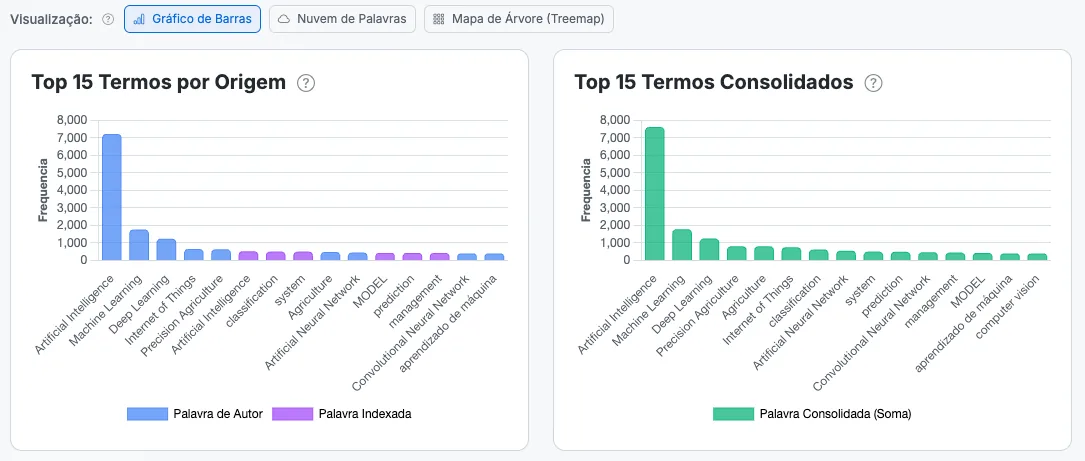 Visualização: ? Gráfico de Barras Nuvem de Palavras Mapa de Árvore (Treemap)
Top 15 Termos por Origem ?
Frequencia
8,000
7,000
6,000
5,000
4,000
3,000
2,000
1,000
0
Artificial Intelligence
Machine Learning
Deep Learning
Internet of Things
Precision Agriculture
Artificial Intelligence
classification
system
Agriculture
Artificial Neural Network
MODEL
prediction
management
Convolutional Neural Network
aprendizado de máquina
Palavra de Autor Palavra Indexada
Top 15 Termos Consolidados ?
Frequencia
8,000
7,000
6,000
5,000
4,000
3,000
2,000
1,000
0
Artificial Intelligence
Machine Learning
Deep Learning
Precision Agriculture
Agriculture
Internet of Things
classification
Artificial Neural Network
system
prediction
Convolutional Neural Network
management
MODEL
aprendizado de máquina
computer vision
Palavra Consolidada (Soma)